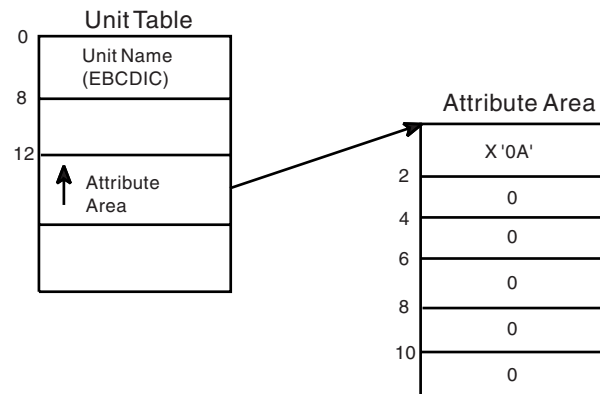 Unit Table
0
Unit Name
(EBCDIC)
8
12
Attribute
Area
Attribute Area
X '0A'
2
0
4
0
6
0
8
0
10
0